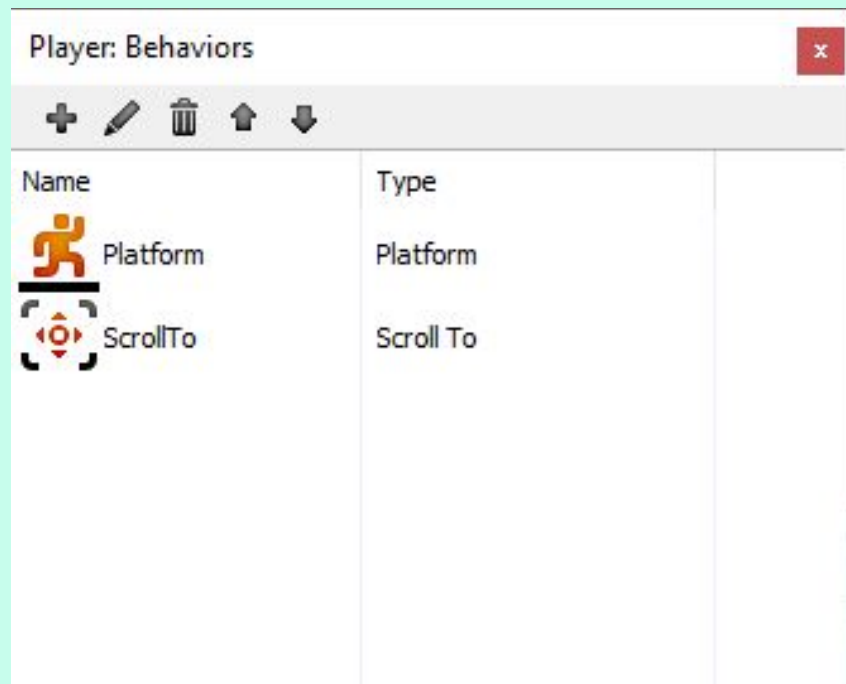 Player: Behaviors
x
Name Type
Platform Platform
ScrollTo Scroll To